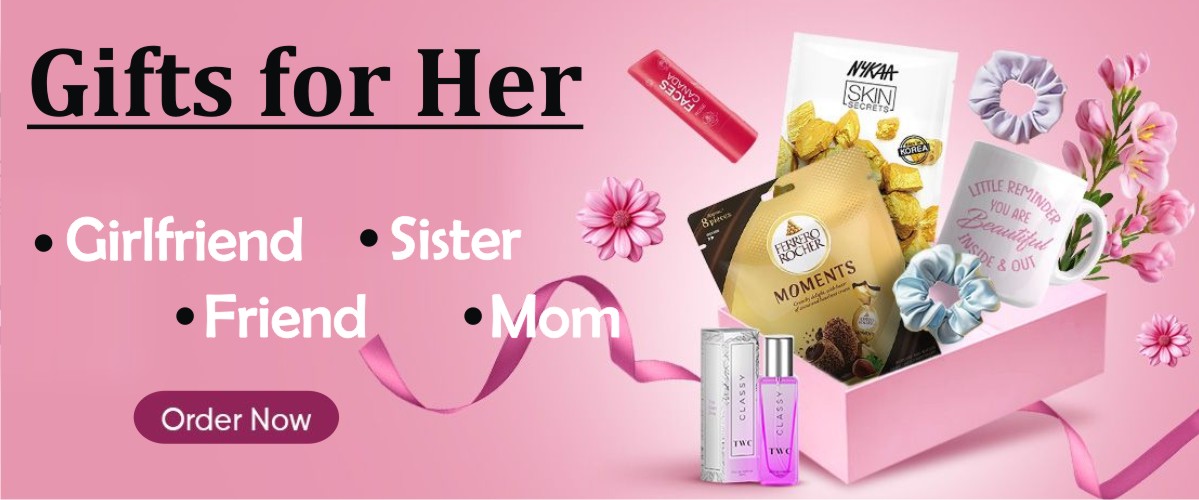 Gifts for Her
• Girlfriend
• Sister
• Friend
• Mom
Order Now
FACES
CANADA
NYKAA
SKIN
SECRETS
KOREA
8 pieces
FERRERO
ROCHER
MOMENTS
LITTLE REMINDER
YOU ARE
Beautiful
INSIDE & OUT
CLASSY
TWC
CLASSY
TWC